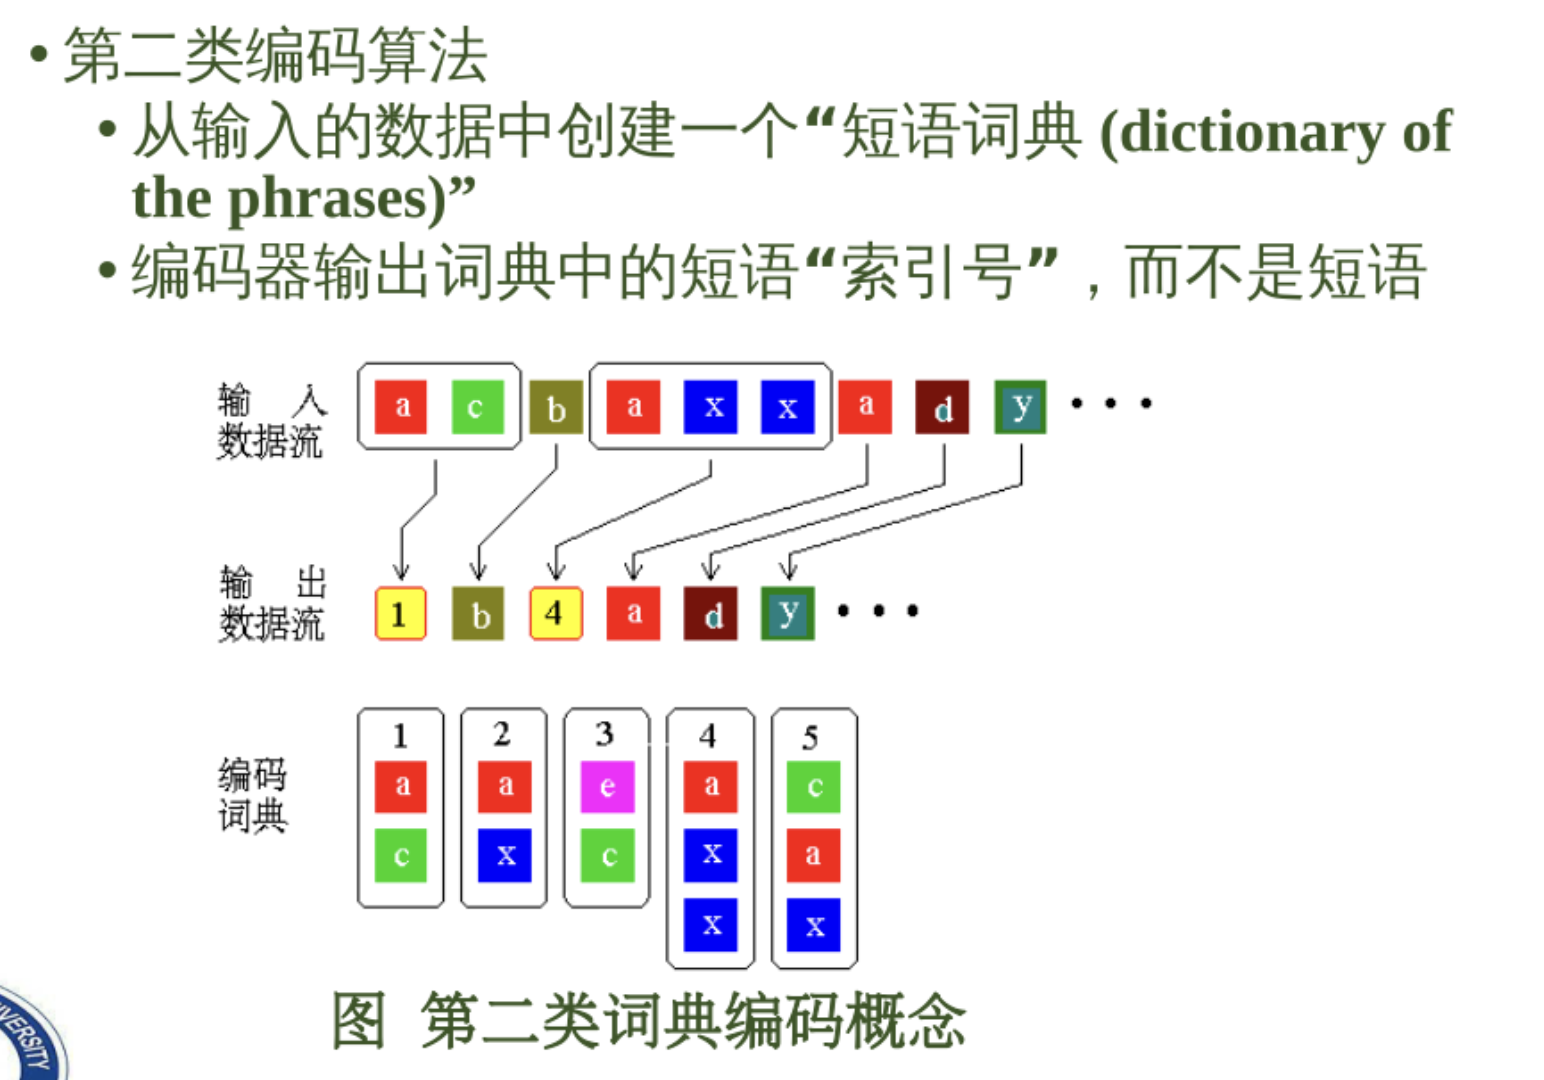 • 第二类编码算法
• 从输入的数据中创建一个“短语词典 (dictionary of
the phrases)”
• 编码器输出词典中的短语“索引号”，而不是短语
输 入
数据流
a c b a x x a d y • • •
输 出
数据流
1 b 4 a d y • • •
编码
词典
1 2 3 4 5
a a e a c
c x c x a
x x
图 第二类词典编码概念
VERSITY